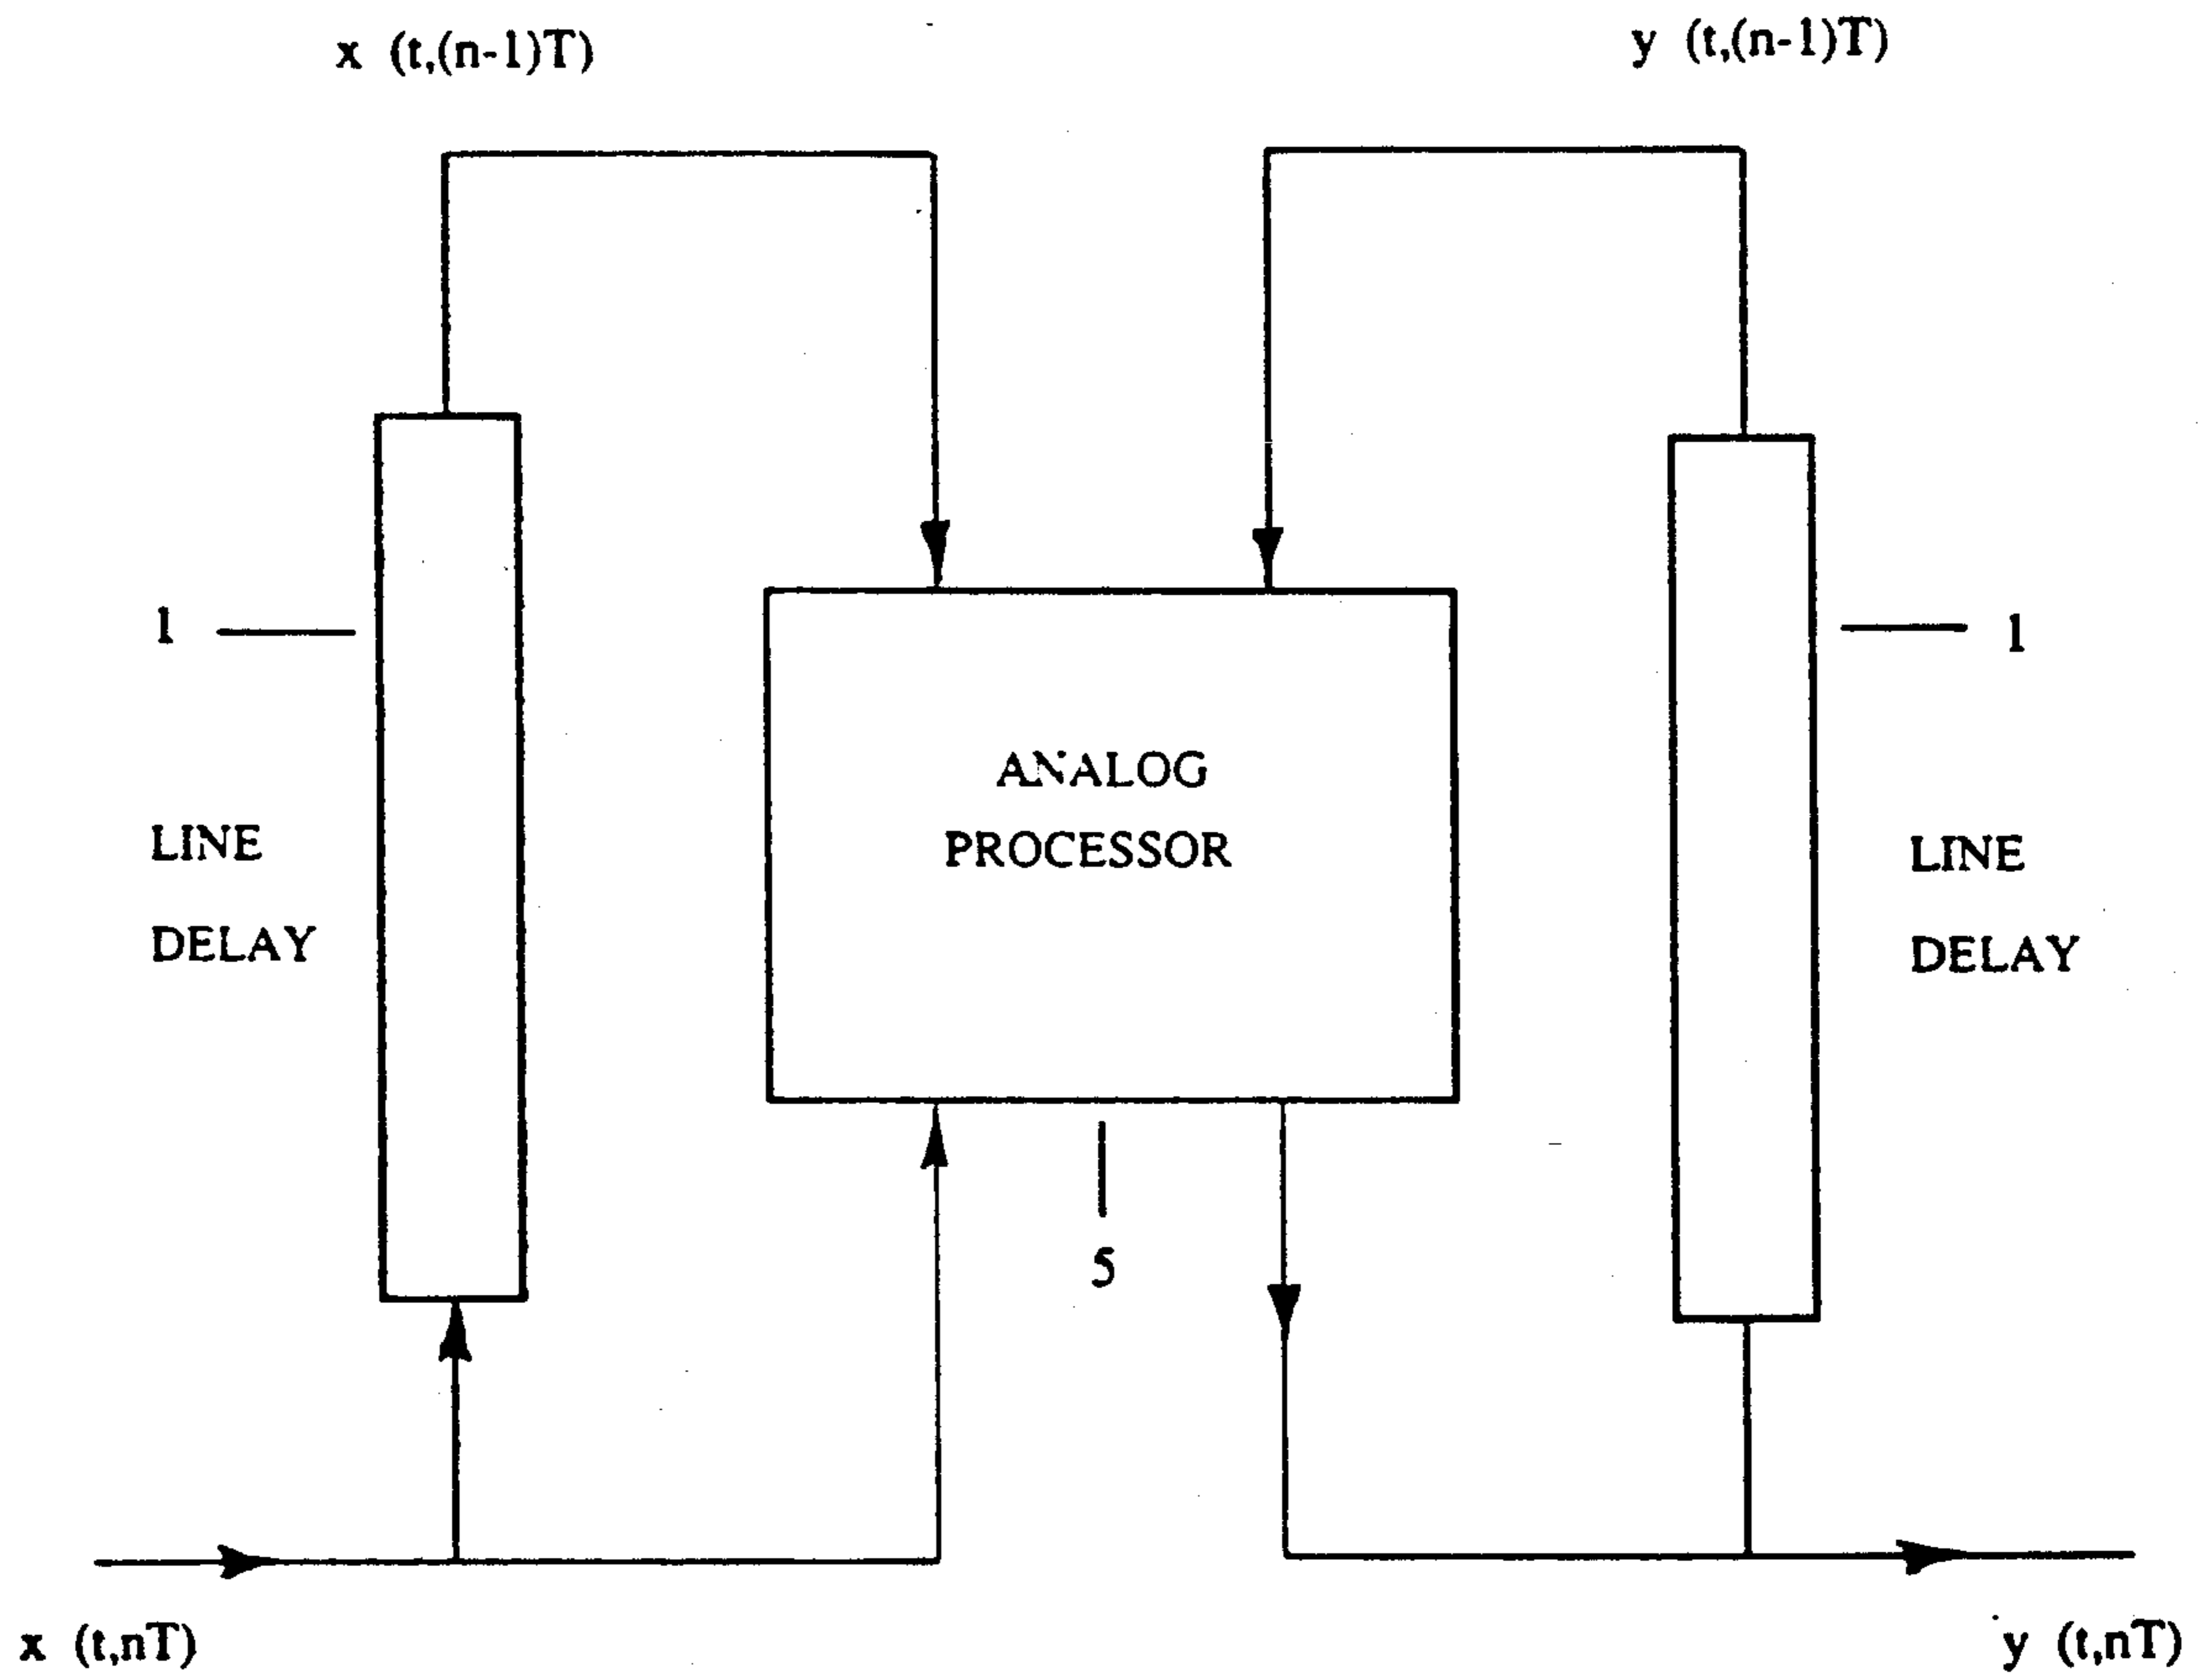 x (t,(n-1)T)
y (t,(n-1)T)
1
1
ANALOG
PROCESSOR
LINE
DELAY
LINE
DELAY
5
x (t,nT)
y (t,nT)